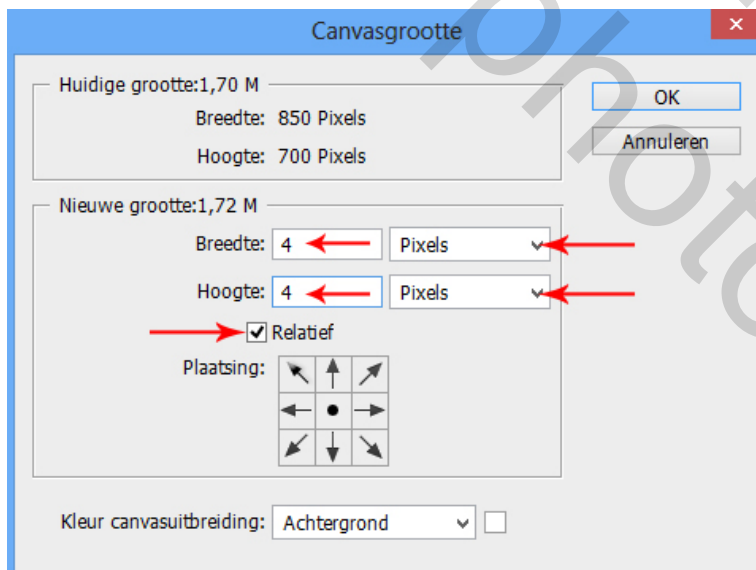 Canvasgrootte
Huidige grootte:1,70 M
Breedte: 850 Pixels
Hoogte: 700 Pixels
OK
Annuleren
Nieuwe grootte:1,72 M
Breedte: 4 Pixels
Hoogte: 4 Pixels
Relatief
Plaatsing:
Kleur canvasuitbreiding: Achtergrond